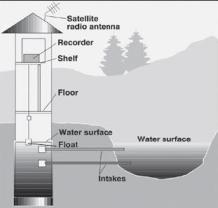 Satellite
radio antenna
Recorder
Shelf
Floor
Water surface
Float
Water surface
Intakes